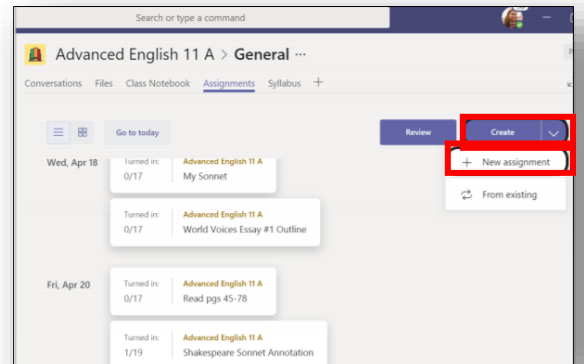 Search or type a command
Advanced English 11 A > General ...
Conversations Files Class Notebook Assignments Syllabus +
Go to today Review Create
+ New assignment
From existing
Wed, Apr 18
Turned in: Advanced English 11 A
0/17 My Sonnet
Turned in: Advanced English 11 A
0/17 World Voices Essay #1 Outline
Fri, Apr 20
Turned in: Advanced English 11 A
0/17 Read pgs 45-78
Turned in: Advanced English 11 A
1/19 Shakespeare Sonnet Annotation